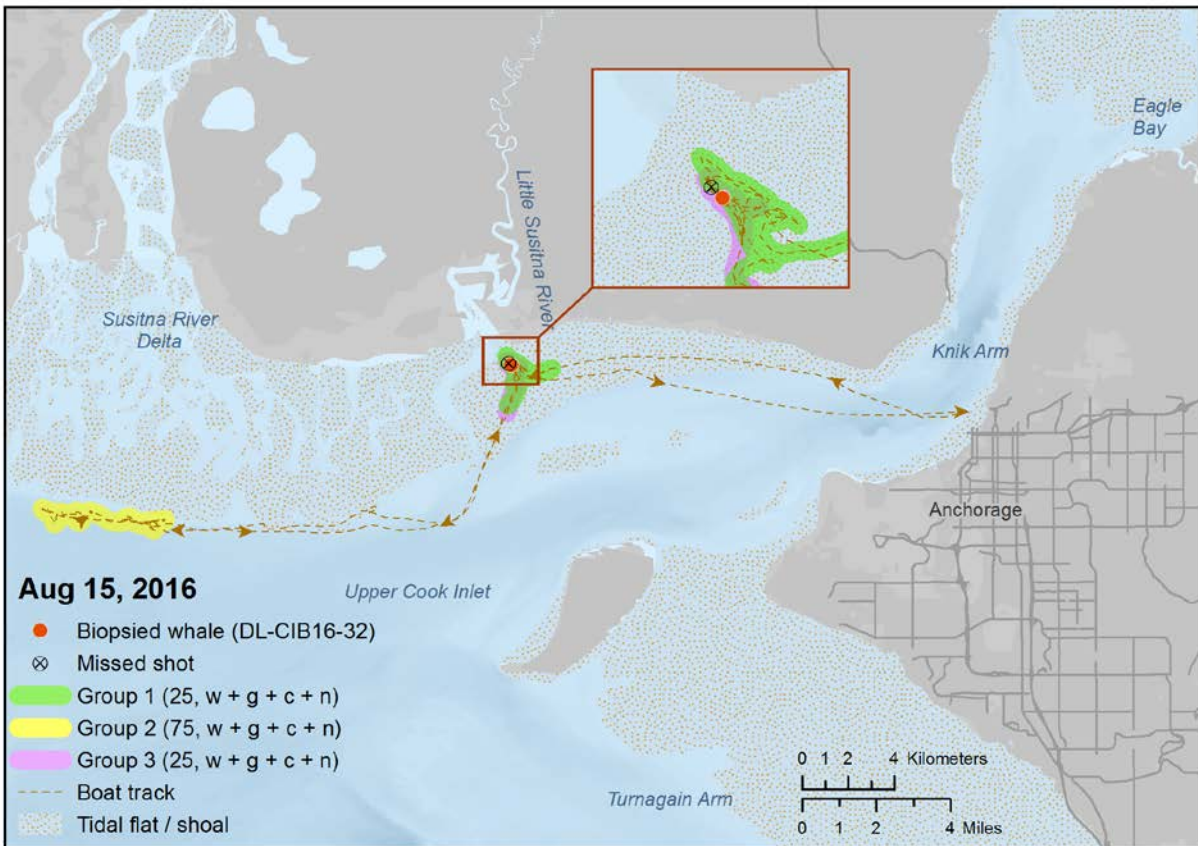 Eagle
Bay
Little Susitna River
Susitna River
Delta
Knik Arm
Anchorage
Aug 15, 2016
Upper Cook Inlet
Biopsied whale (DL-CIB16-32)
Missed shot
Group 1 (25, w + g + c + n)
Group 2 (75, w + g + c + n)
Group 3 (25, w + g + c + n)
Boat track
Tidal flat / shoal
Turnagain Arm
0 1 2 4 Kilometers
0 1 2 4 Miles